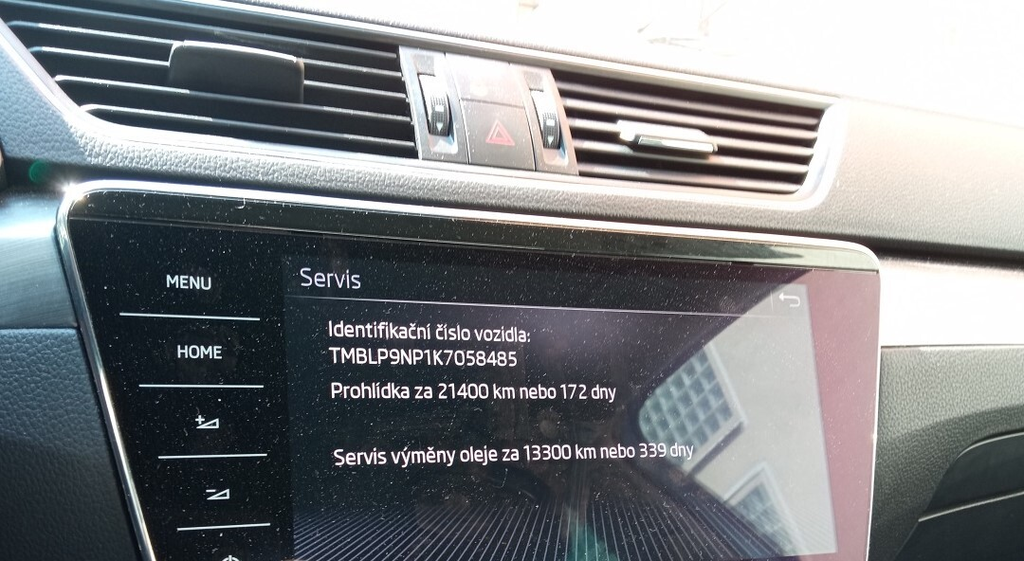 MENU
HOME
Servis
Identifikační číslo vozidla:
TMBLP9NP1K7058485
Prohlídka za 21400 km nebo 172 dny
Servis výměny oleje za 13300 km nebo 339 dny